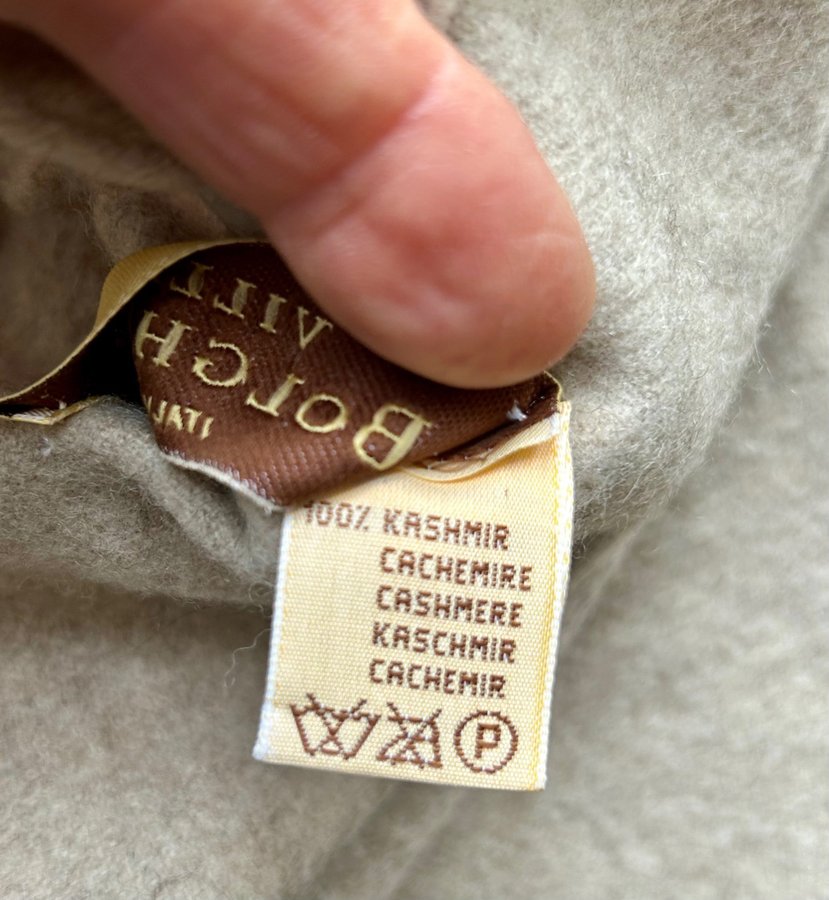 100% KASHMIR
CACHEMIRE
CASHMERE
KASCHMIR
CACHEMIR
P